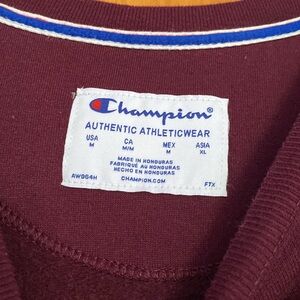 Champion®
AUTHENTIC ATHLETICWEAR
USA CA MEX ASIA
M M/M M XL
MADE IN HONDURAS
FABRIQUÉ AU HONDURAS
HECHO EN HONDURAS
AW864H CHAMPION.COM FTX